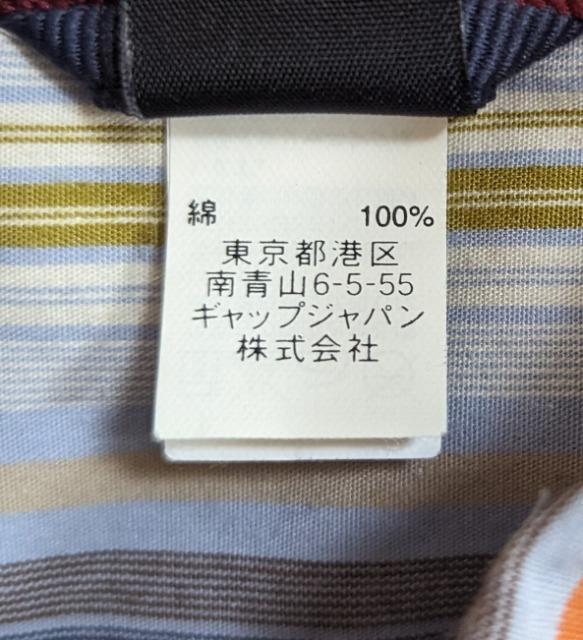 綿 100%
東京都港区
南青山6-5-55
ギャップジャパン
株式会社